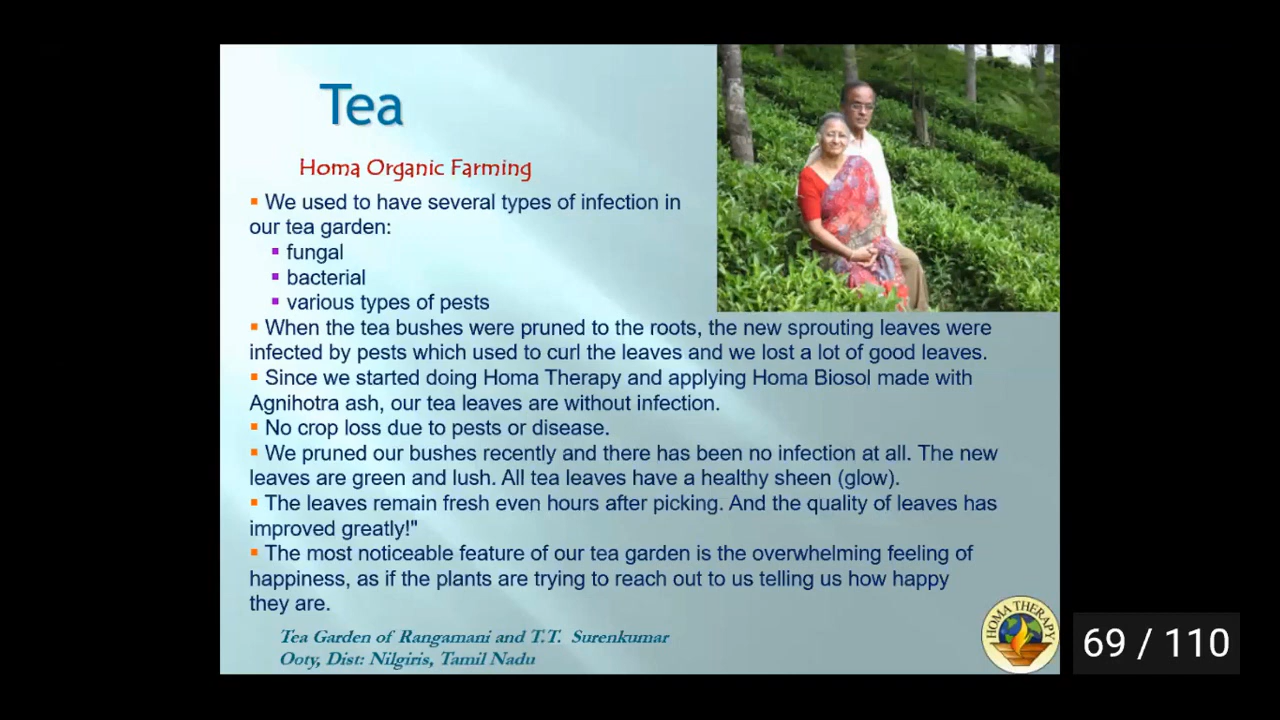 Tea
Homa Organic Farming
We used to have several types of infection in
our tea garden:
fungal
bacterial
various types of pests
When the tea bushes were pruned to the roots, the new sprouting leaves were
infected by pests which used to curl the leaves and we lost a lot of good leaves.
Since we started doing Homa Therapy and applying Homa Biosol made with
Agnihotra ash, our tea leaves are without infection.
No crop loss due to pests or disease.
We pruned our bushes recently and there has been no infection at all. The new
leaves are green and lush. All tea leaves have a healthy sheen (glow).
The leaves remain fresh even hours after picking. And the quality of leaves has
improved greatly!"
The most noticeable feature of our tea garden is the overwhelming feeling of
happiness, as if the plants are trying to reach out to us telling us how happy
they are.
Tea Garden of Rangamani and T.T. Surenkumar
Ooty, Dist: Nilgiris, Tamil Nadu
HOMA THERAPY
69 / 110